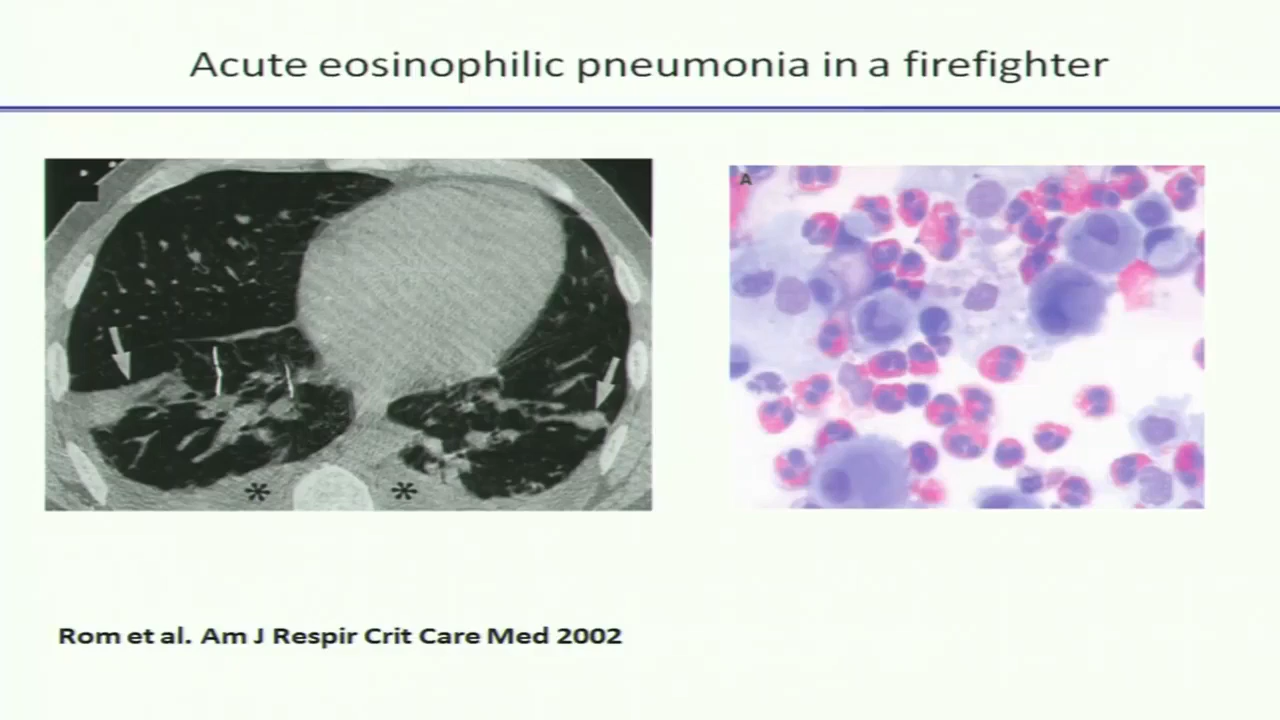 Acute eosinophilic pneumonia in a firefighter
A
* *
Rom et al. Am J Respir Crit Care Med 2002